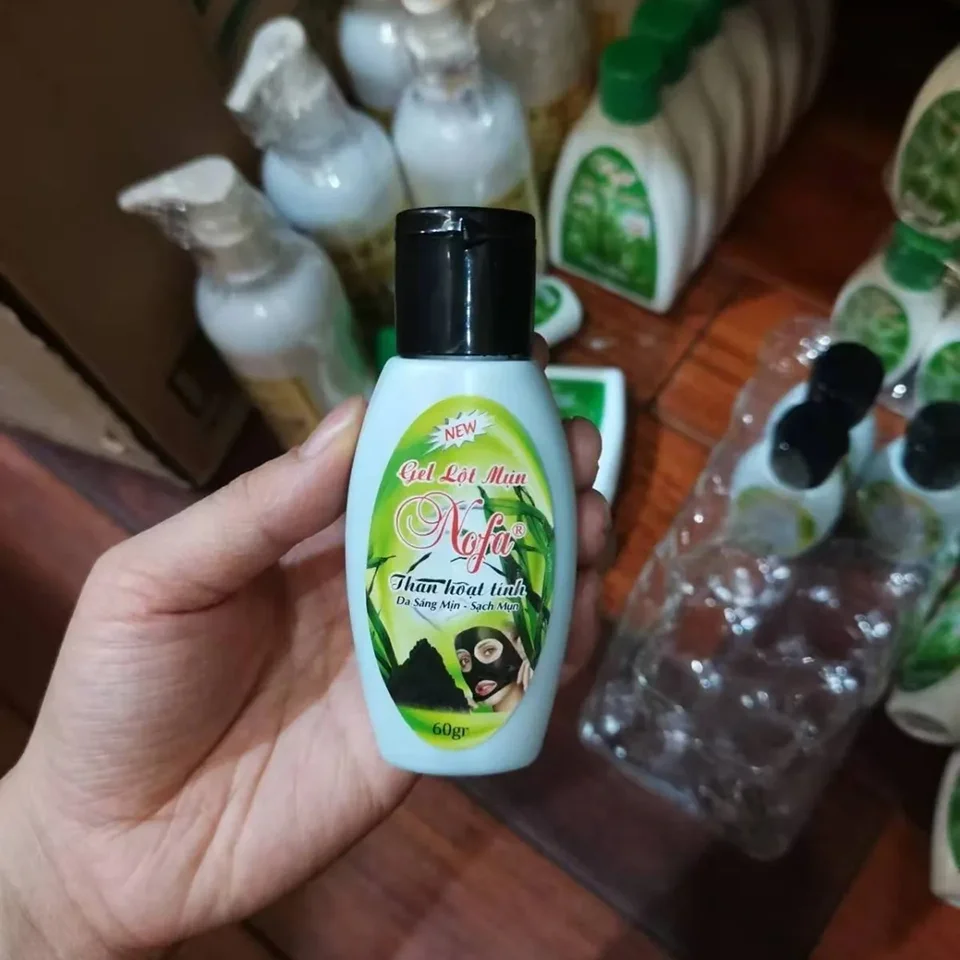 NEW
Gel Lột Mụn
Nofa®
Than hoạt tính
Da Sáng Mịn - Sạch Mụn
60gr